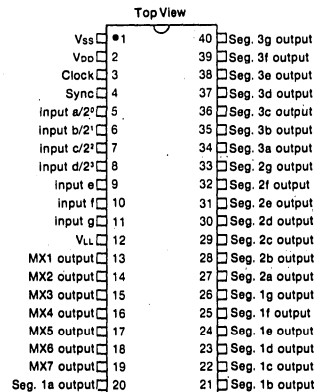 Top View
Vss 1 40 Seg. 3g output
VDD 2 39 Seg. 3f output
Clock 3 38 Seg. 3e output
Sync 4 37 Seg. 3d output
input a/2⁰ 5 36 Seg. 3c output
input b/2¹ 6 35 Seg. 3b output
input c/2² 7 34 Seg. 3a output
input d/2³ 8 33 Seg. 2g output
input e 9 32 Seg. 2f output
input f 10 31 Seg. 2e output
input g 11 30 Seg. 2d output
VLL 12 29 Seg. 2c output
MX1 output 13 28 Seg. 2b output
MX2 output 14 27 Seg. 2a output
MX3 output 15 26 Seg. 1g output
MX4 output 16 25 Seg. 1f output
MX5 output 17 24 Seg. 1e output
MX6 output 18 23 Seg. 1d output
MX7 output 19 22 Seg. 1c output
Seg. 1a output 20 21 Seg. 1b output